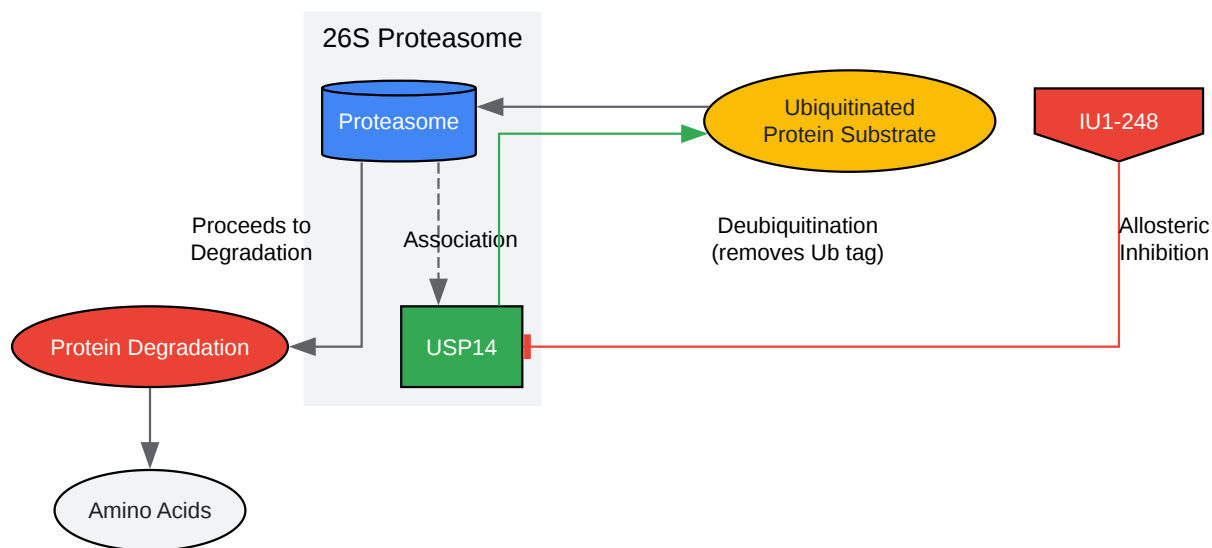 26S Proteasome
Proteasome
Ubiquitinated
Protein Substrate
IU1-248
Proceeds to
Degradation
Association
Deubiquitination
(removes Ub tag)
Allosteric
Inhibition
Protein Degradation
USP14
Amino Acids